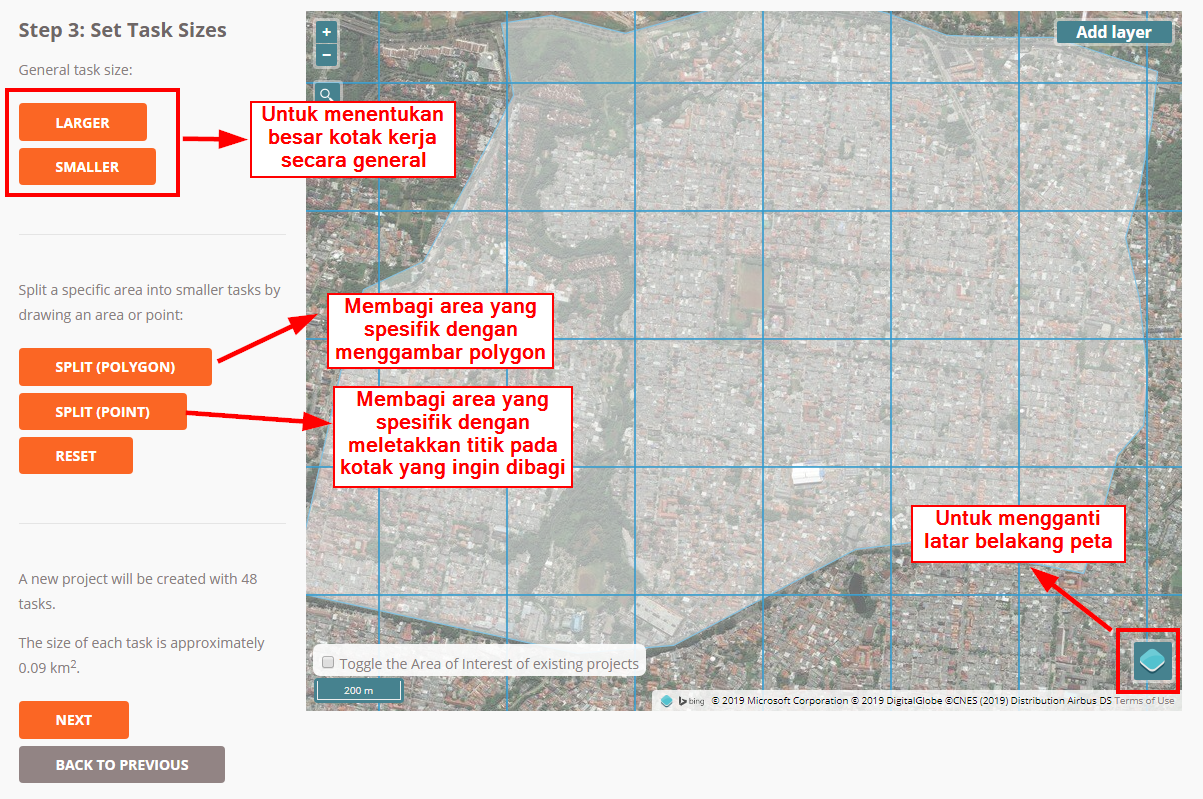 Step 3: Set Task Sizes
General task size:
LARGER
SMALLER
Untuk menentukan
besar kotak kerja
secara general
Split a specific area into smaller tasks by
drawing an area or point:
SPLIT (POLYGON)
SPLIT (POINT)
RESET
Membagi area yang
spesifik dengan
menggambar polygon
Membagi area yang
spesifik dengan
meletakkan titik pada
kotak yang ingin dibagi
A new project will be created with 48
tasks.
The size of each task is approximately
0.09 km².
NEXT
BACK TO PREVIOUS
+
−
Add layer
Untuk mengganti
latar belakang peta
Toggle the Area of Interest of existing projects
200 m
bing © 2019 Microsoft Corporation © 2019 DigitalGlobe ©CNES (2019) Distribution Airbus DS Terms of Use